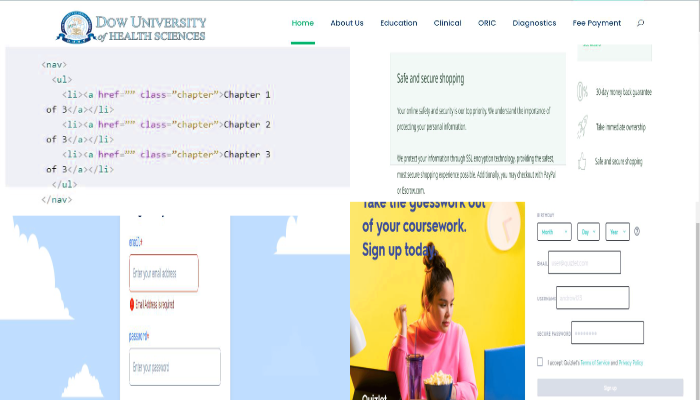 DOW UNIVERSITY
of HEALTH SCIENCES
Home About Us Education Clinical ORIC Diagnostics Fee Payment
<nav>
<ul>
<li><a href="" class="chapter">Chapter 1
of 3</a></li>
<li><a href="" class="chapter">Chapter 2
of 3</a></li>
<li><a href="" class="chapter">Chapter 3
of 3</a></li>
</ul>
</nav>
Safe and secure shopping
Your online safety and security is our top priority. We understand the importance of
protecting your personal information.
We protect your information through SSL encryption technology, providing the safest,
most secure shopping experience possible. Additionally, you may checkout with PayPal
or Escrow.com.
30-day money back guarantee
Take immediate ownership
Safe and secure shopping
email*
Enter your email address
Email Address is required
password*
Enter your password
Take the guesswork out
of your coursework.
Sign up today.
Quizlet
BIRTHDAY
Month Day Year
EMAIL
USERNAME
SECURE PASSWORD
I accept Quizlet's Terms of Service and Privacy Policy
Sign up